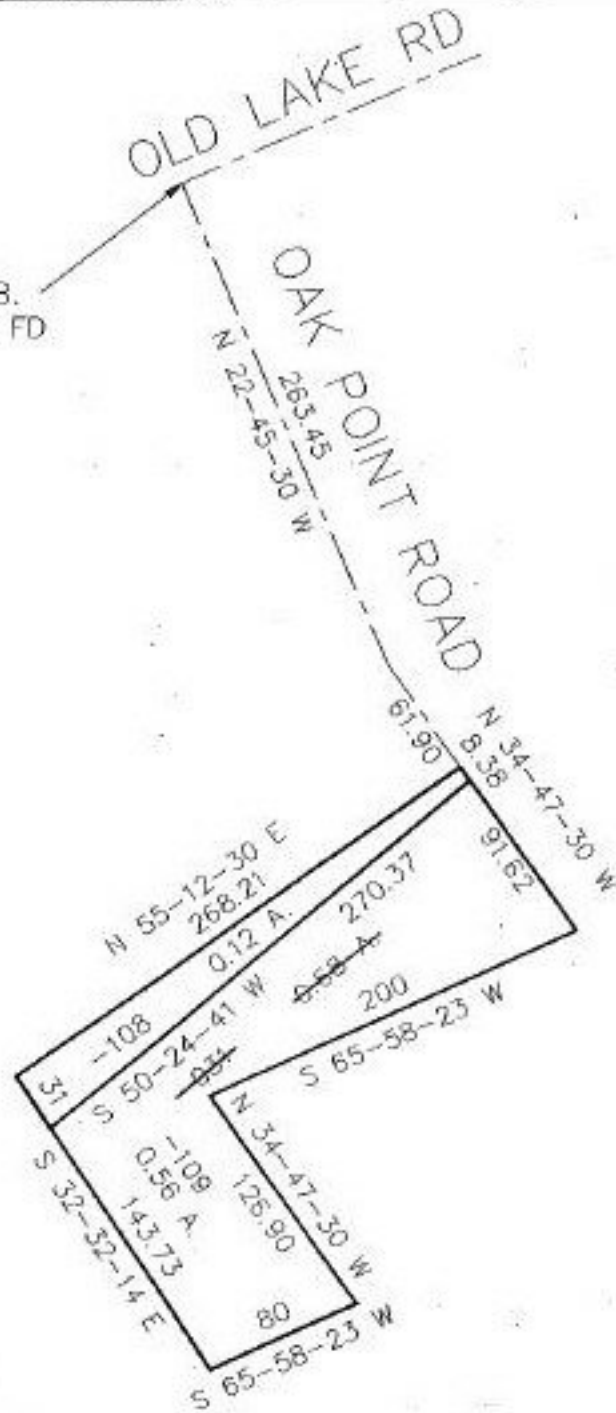 OLD LAKE RD
B.
FD
OAK POINT ROAD
263.45
N 22-45-30 W
61.90
N 34-47-30 W
8.38
91.62
N 55-12-30 E
268.21
0.12 A.
270.37
-108
S 50-24-41 W
0.58 A.
200
S 65-58-23 W
31
-031
N 34-47-30 W
126.90
-109
0.56 A.
143.73
S 32-32-14 E
80
S 65-58-23 W